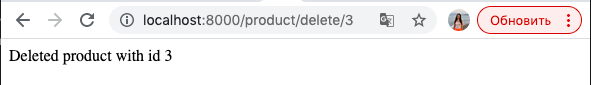 localhost:8000/product/delete/3
Обновить
Deleted product with id 3